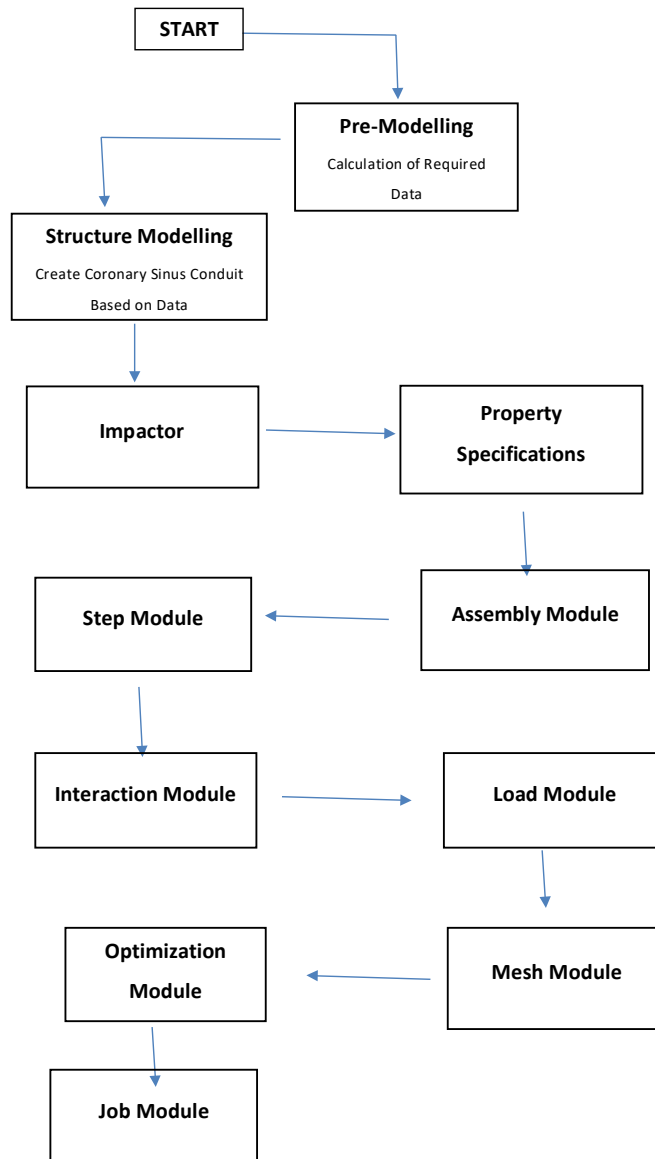 START
Pre-Modelling
Calculation of Required
Data
Structure Modelling
Create Coronary Sinus Conduit
Based on Data
Impactor
Property
Specifications
Assembly Module
Step Module
Interaction Module
Load Module
Mesh Module
Optimization
Module
Job Module